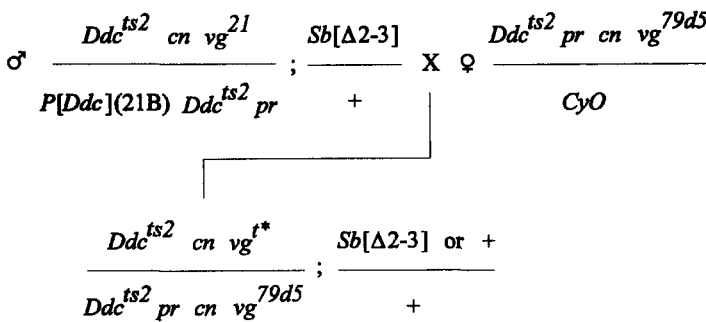 Ddc^ts2 cn vg^21 Sb[Δ2-3] Ddc^ts2 pr cn vg^79d5
♂ ; X ♀
P[Ddc](21B) Ddc^ts2 pr + CyO
Ddc^ts2 cn vg^t* Sb[Δ2-3] or +
;
Ddc^ts2 pr cn vg^79d5 +